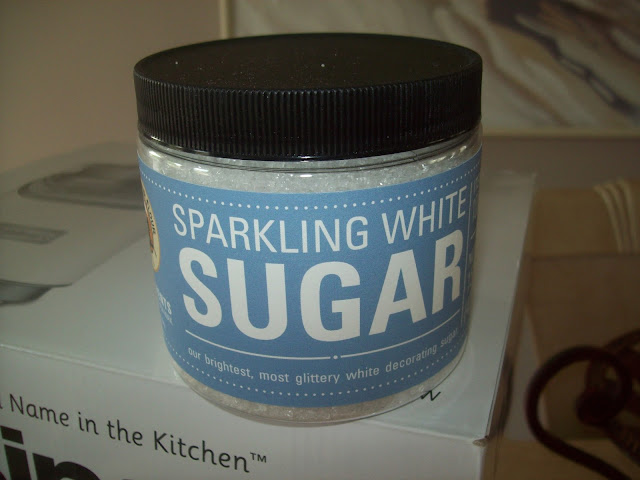 SPARKLING WHITE
SUGAR
our brightest, most glittery white decorating sugar
Name in the Kitchen™